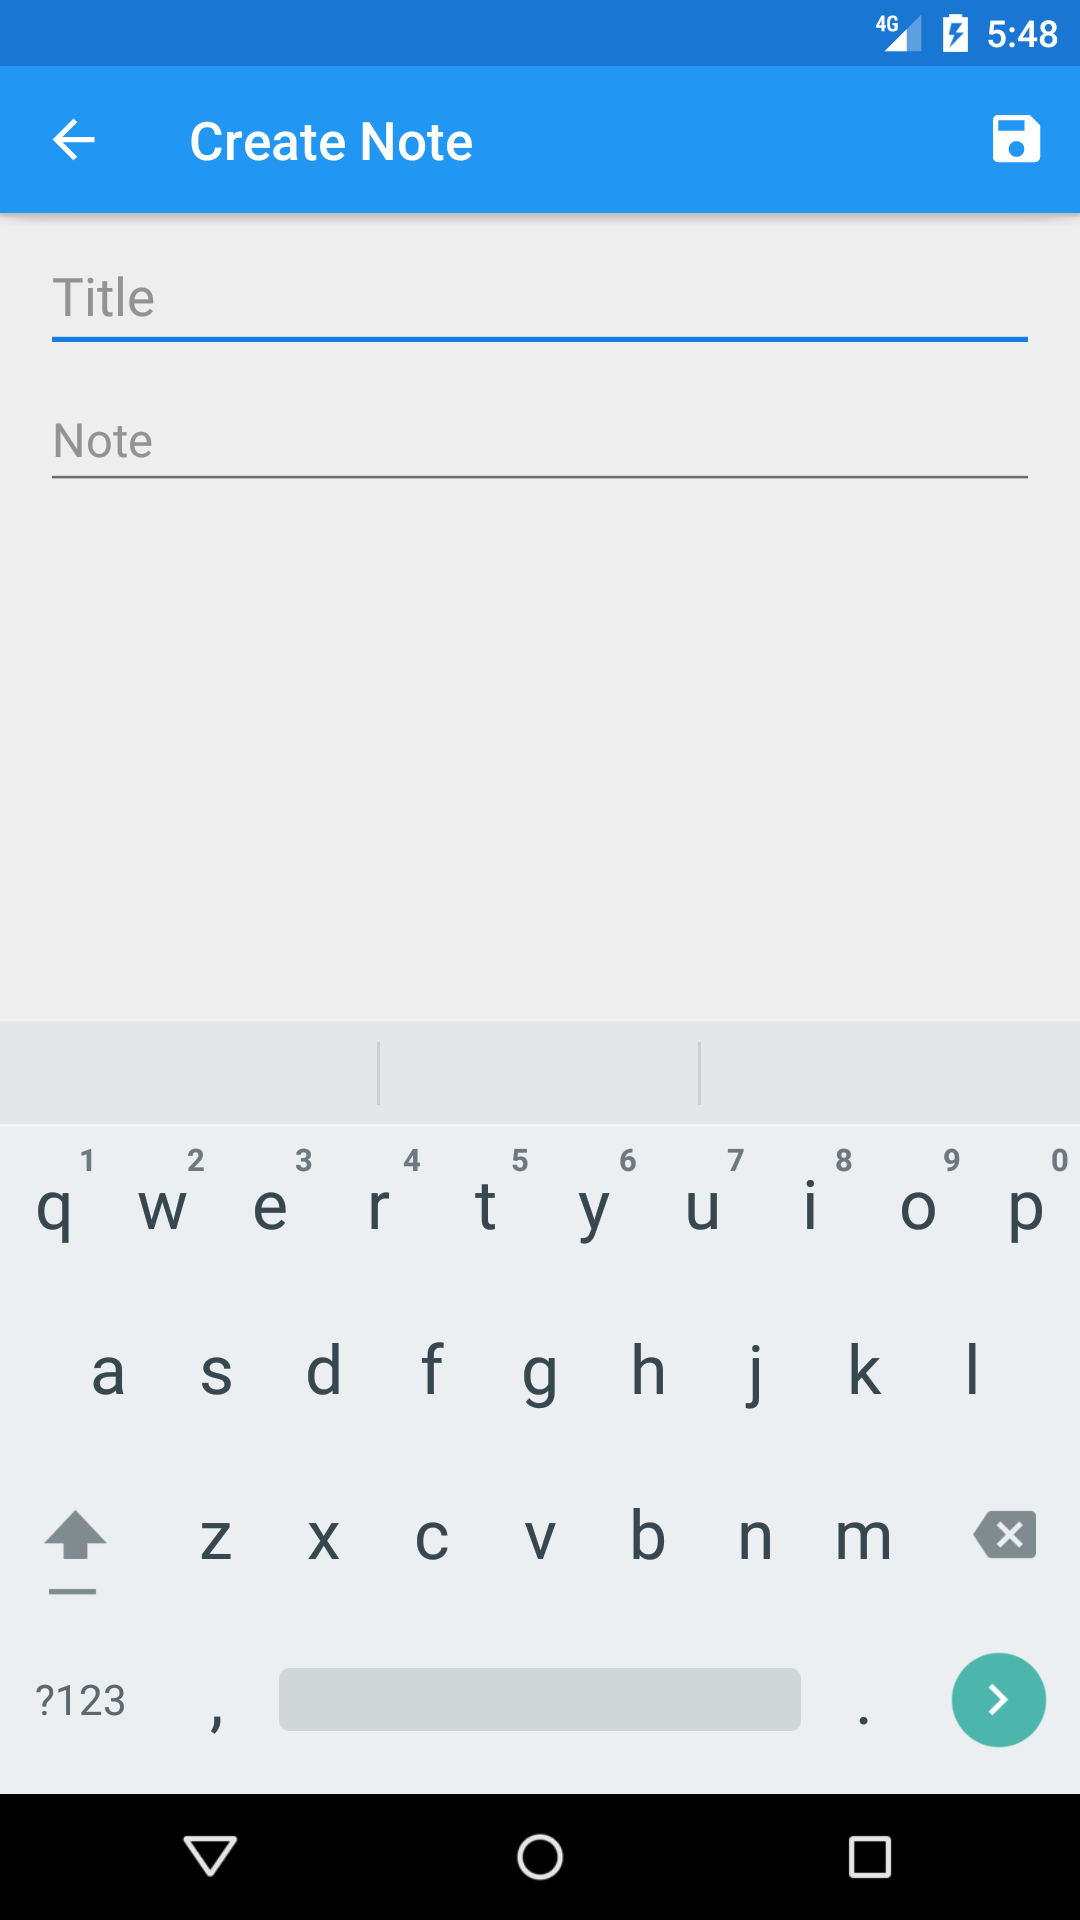 4G 5:48
Create Note
Title
Note
1 2 3 4 5 6 7 8 9 0
q w e r t y u i o p
a s d f g h j k l
z x c v b n m
?123 , .